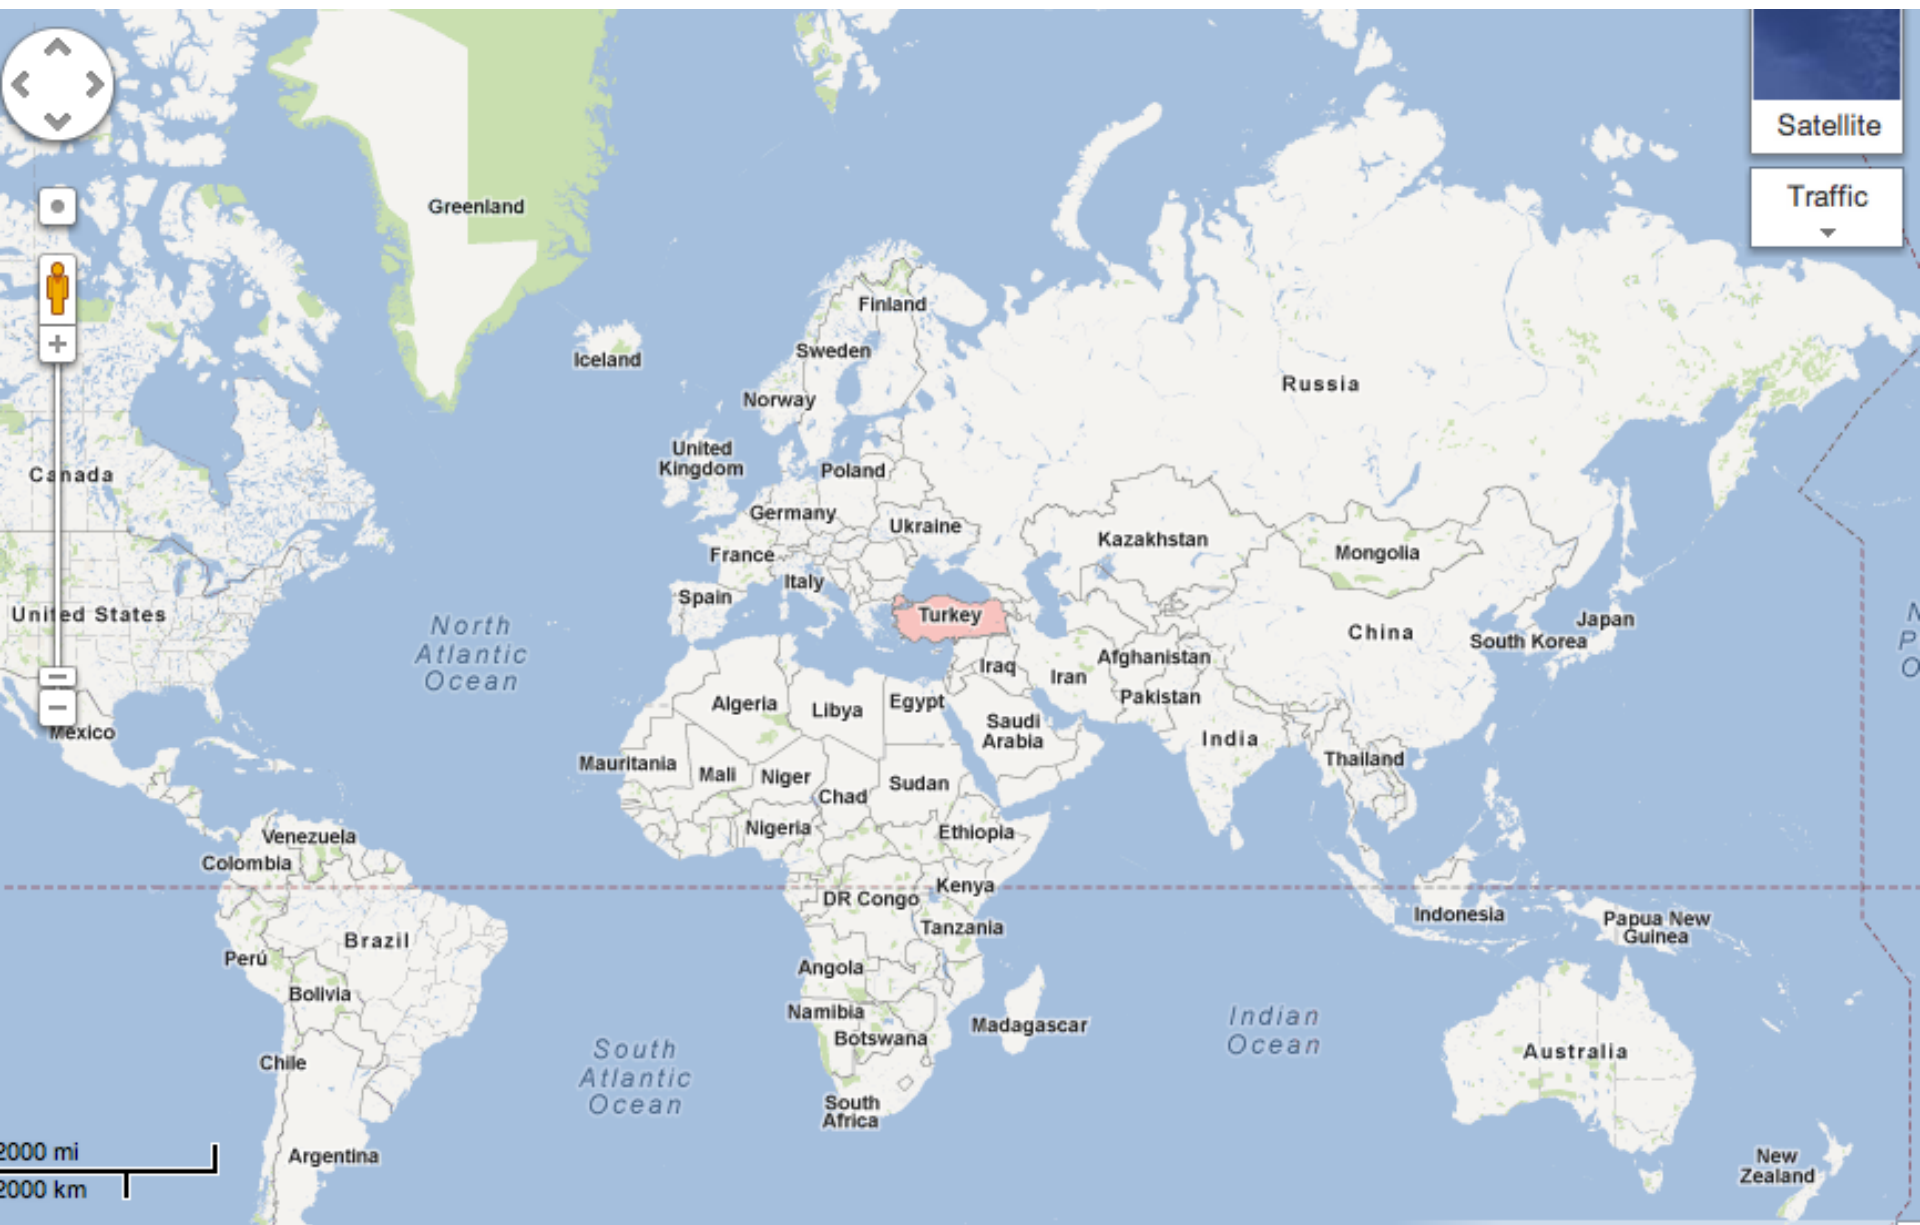 Satellite
Traffic
Greenland
Finland
Iceland
Sweden
Russia
Norway
United
Kingdom
Poland
Canada
Germany
Ukraine
Kazakhstan
Mongolia
France
Italy
Spain
United States
Turkey
Japan
China
South Korea
North
Atlantic
Ocean
Iraq
Iran
Afghanistan
Pakistan
Algeria
Libya
Egypt
Saudi
Arabia
Mexico
India
Thailand
Mauritania
Mali
Niger
Chad
Sudan
Nigeria
Ethiopia
Venezuela
Colombia
Kenya
DR Congo
Indonesia
Papua New
Guinea
Tanzania
Brazil
Perú
Angola
Bolivia
Namibia
Madagascar
Indian
Ocean
Botswana
Chile
South
Atlantic
Ocean
Australia
South
Africa
2000 mi
2000 km
Argentina
New
Zealand